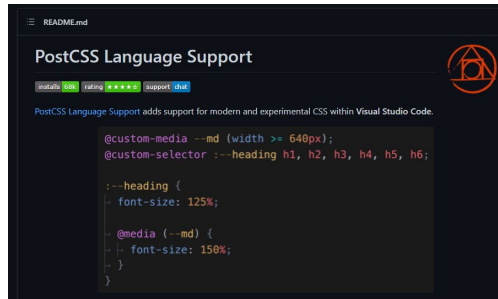 README.md
PostCSS Language Support
installs 68k rating ★★★★☆ support chat
PostCSS Language Support adds support for modern and experimental CSS within Visual Studio Code.
@custom-media --md (width >= 640px);
@custom-selector :--heading h1, h2, h3, h4, h5, h6;
:--heading {
font-size: 125%;
@media (--md) {
font-size: 150%;
}
}